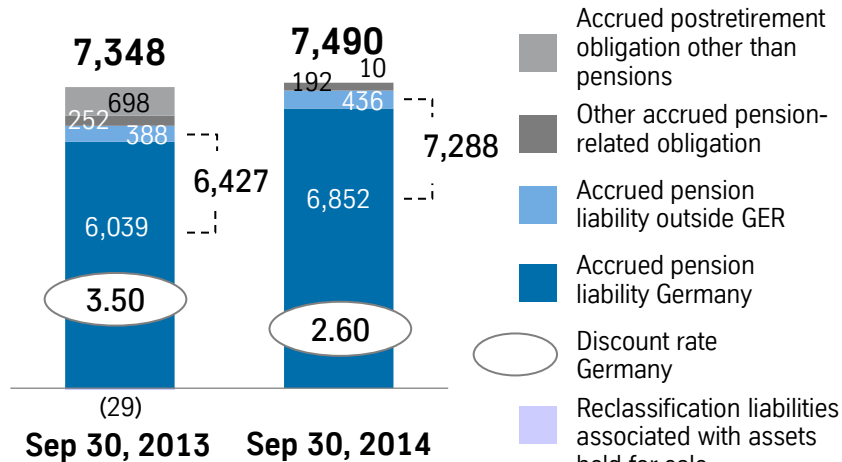 7,348
698
252
388
6,427
6,039
3.50
(29)
Sep 30, 2013
7,490
10
192
436
7,288
6,852
2.60
Sep 30, 2014
Accrued postretirement
obligation other than
pensions
Other accrued pension-
related obligation
Accrued pension
liability outside GER
Accrued pension
liability Germany
Discount rate
Germany
Reclassification liabilities
associated with assets
held for sale